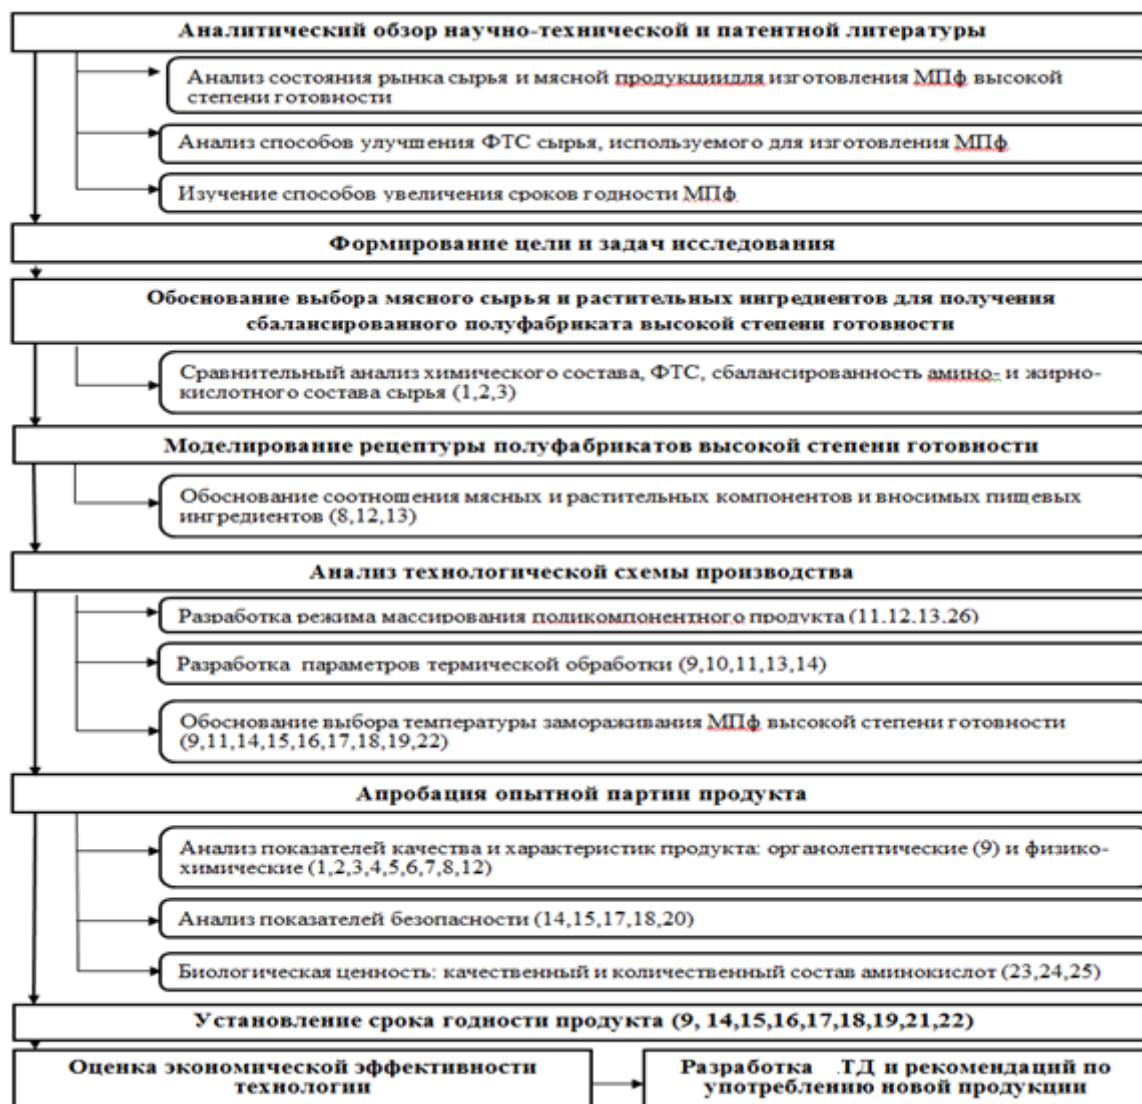 Аналитический обзор научно-технической и патентной литературы
Анализ состояния рынка сырья и мясной продукциидля изготовления МПф высокой
степени готовности
Анализ способов улучшения ФТС сырья, используемого для изготовления МПф
Изучение способов увеличения сроков годности МПф
Формирование цели и задач исследования
Обоснование выбора мясного сырья и растительных ингредиентов для получения
сбалансированного полуфабриката высокой степени готовности
Сравнительный анализ химического состава, ФТС, сбалансированность амино- и жирно-
кислотного состава сырья (1,2,3)
Моделирование рецептуры полуфабрикатов высокой степени готовности
Обоснование соотношения мясных и растительных компонентов и вносимых пищевых
ингредиентов (8,12,13)
Анализ технологической схемы производства
Разработка режима массирования поликомпонентного продукта (11,12,13,26)
Разработка параметров термической обработки (9,10,11,13,14)
Обоснование выбора температуры замораживания МПф высокой степени готовности
(9,11,14,15,16,17,18,19,22)
Апробация опытной партии продукта
Анализ показателей качества и характеристик продукта: органолептические (9) и физико-
химические (1,2,3,4,5,6,7,8,12)
Анализ показателей безопасности (14,15,17,18,20)
Биологическая ценность: качественный и количественный состав аминокислот (23,24,25)
Установление срока годности продукта (9, 14,15,16,17,18,19,21,22)
Оценка экономической эффективности
технологии
Разработка .ТД и рекомендаций по
употреблению новой продукции